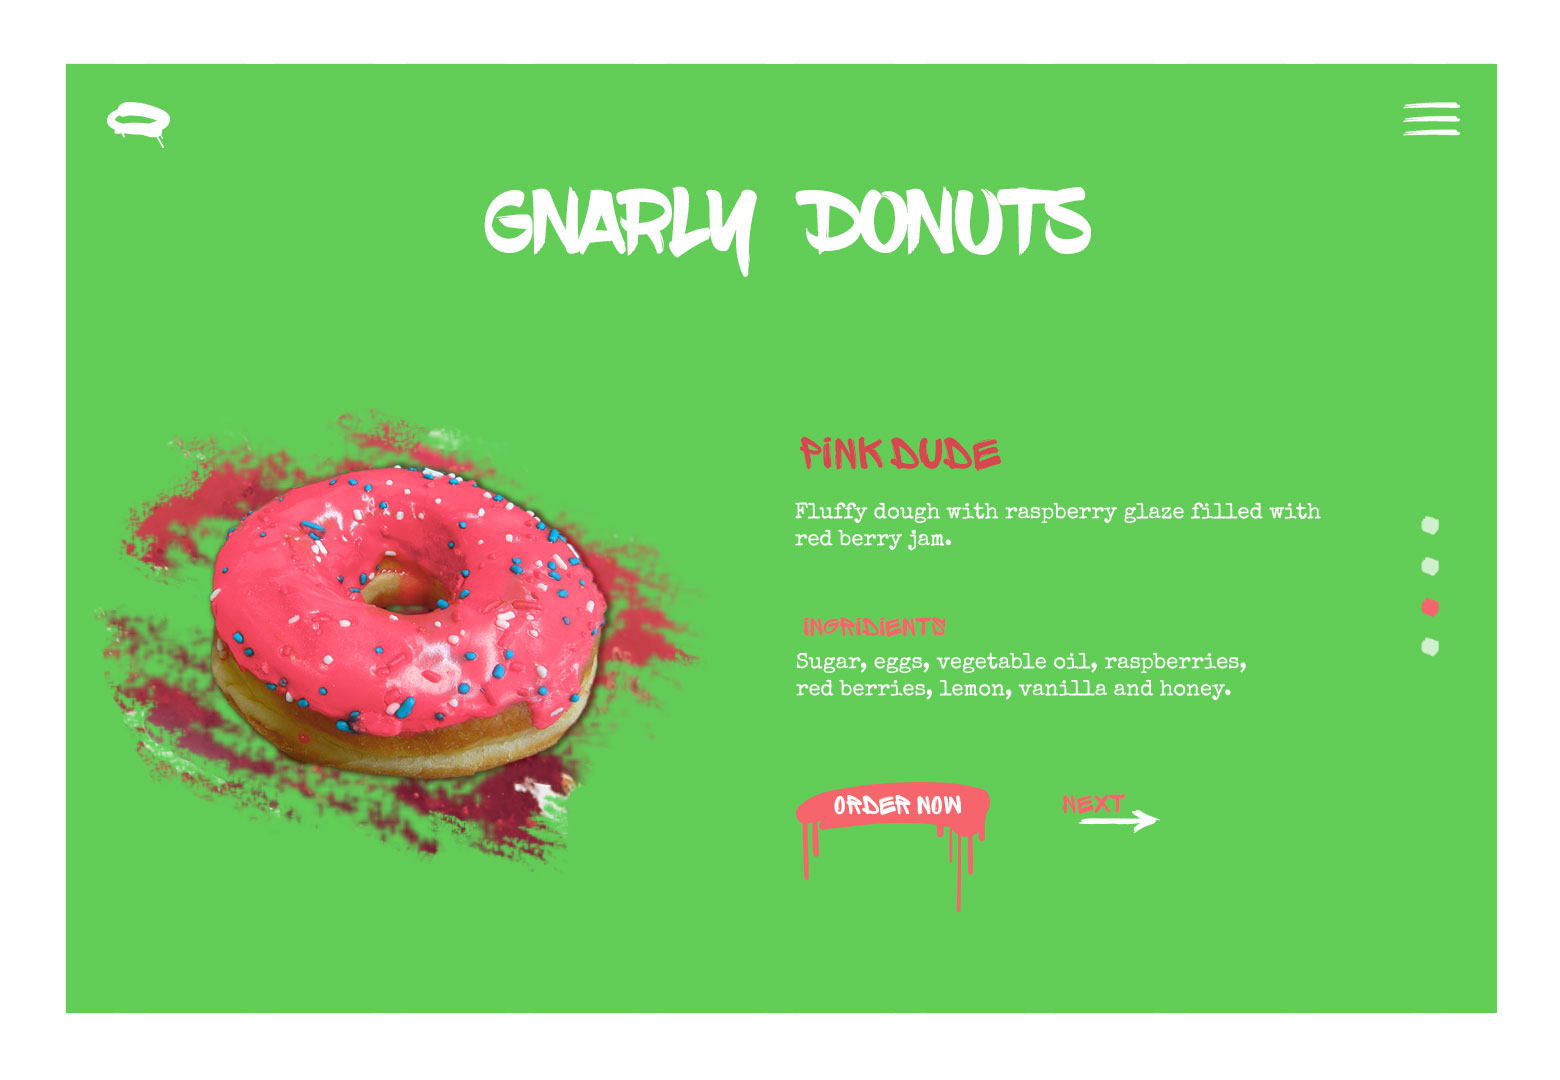 GNARLY DONUTS
PINK DUDE
Fluffy dough with raspberry glaze filled with
red berry jam.
INGRIDIENTS
Sugar, eggs, vegetable oil, raspberries,
red berries, lemon, vanilla and honey.
ORDER NOW
NEXT